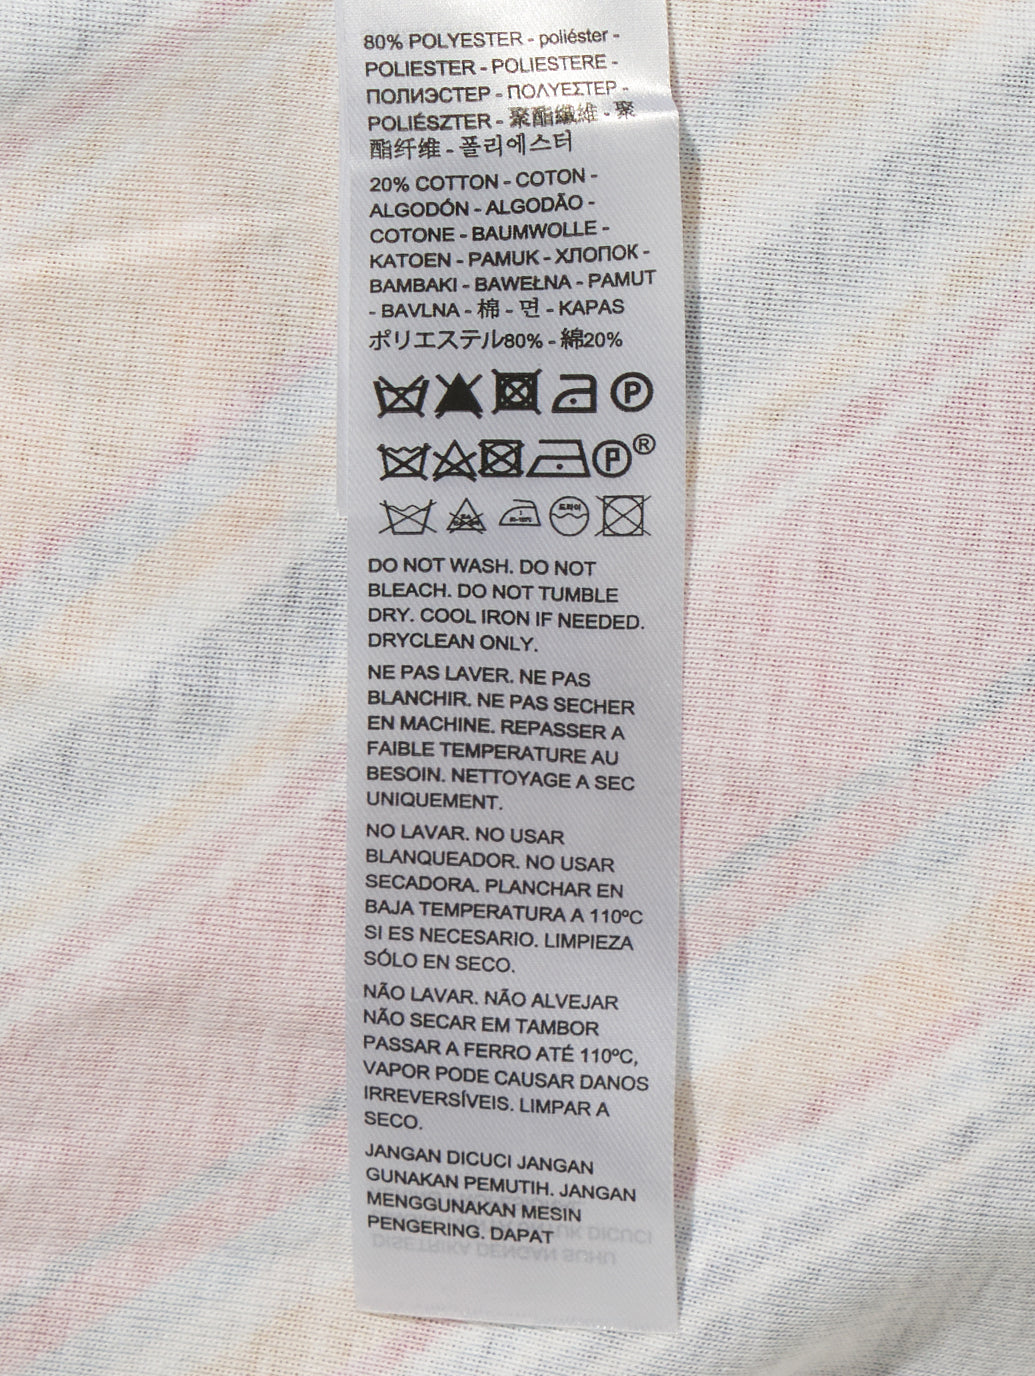 80% POLYESTER - poliéster -
POLIESTER - POLIESTERE -
ПОЛИЭСТЕР - ΠΟΛΥΕΣΤΕΡ -
POLIÉSZTER - 聚酯纖維 - 聚
酯纤维 - 폴리에스터
20% COTTON - COTON -
ALGODÓN - ALGODÃO -
COTONE - BAUMWOLLE -
KATOEN - PAMUK - ХЛОПОК -
BAMBAKI - BAWEŁNA - PAMUT
- BAVLNA - 棉 - 면 - KAPAS
ポリエステル80% - 綿20%
P
P®
드라이
DO NOT WASH. DO NOT
BLEACH. DO NOT TUMBLE
DRY. COOL IRON IF NEEDED.
DRYCLEAN ONLY.
NE PAS LAVER. NE PAS
BLANCHIR. NE PAS SECHER
EN MACHINE. REPASSER A
FAIBLE TEMPERATURE AU
BESOIN. NETTOYAGE A SEC
UNIQUEMENT.
NO LAVAR. NO USAR
BLANQUEADOR. NO USAR
SECADORA. PLANCHAR EN
BAJA TEMPERATURA A 110ºC
SI ES NECESARIO. LIMPIEZA
SÓLO EN SECO.
NÃO LAVAR. NÃO ALVEJAR
NÃO SECAR EM TAMBOR
PASSAR A FERRO ATÉ 110ºC,
VAPOR PODE CAUSAR DANOS
IRREVERSÍVEIS. LIMPAR A
SECO.
JANGAN DICUCI JANGAN
GUNAKAN PEMUTIH. JANGAN
MENGGUNAKAN MESIN
PENGERING. DAPAT